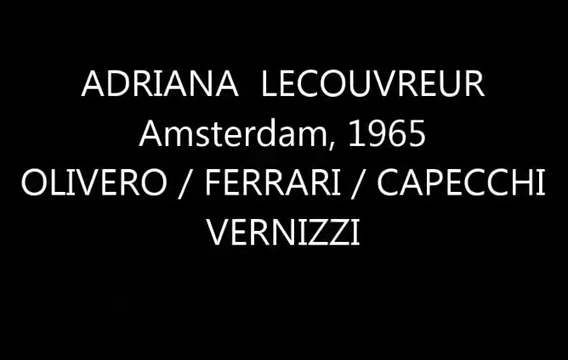 ADRIANA LECOUVREUR
Amsterdam, 1965
OLIVERO / FERRARI / CAPECCHI
VERNIZZI